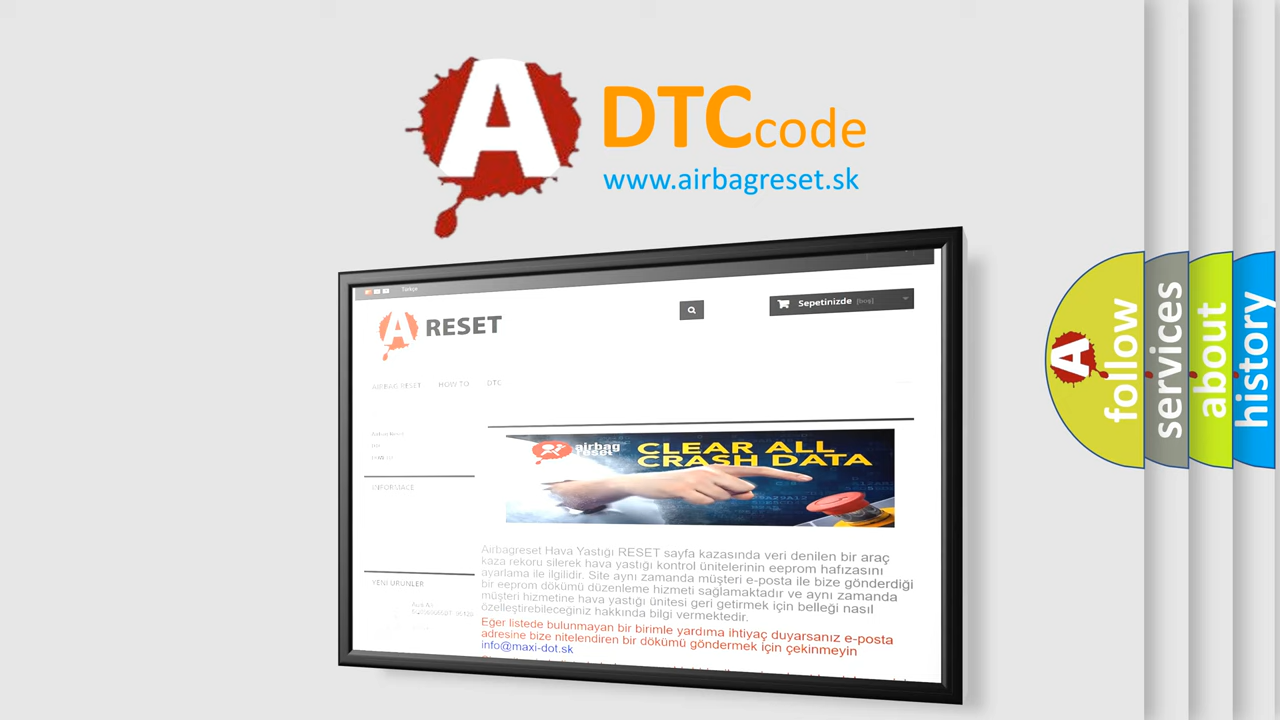 A DTC code
www.airbagreset.sk
Türkçe
A RESET
Sepetinizde [boş]
AIRBAG RESET HOW TO DTC
airbag
reset
CLEAR ALL
CRASH DATA
INFORMACE
Airbagreset Hava Yastığı RESET sayfa kazasında veri denilen bir araç
kaza rekoru silerek hava yastığı kontrol ünitelerinin eeprom hafızasını
ayarlama ile ilgilidir. Site aynı zamanda müşteri e-posta ile bize gönderdiği
bir eeprom dökümü düzenleme hizmeti sağlamaktadır ve aynı zamanda
müşteri hizmetine hava yastığı ünitesi geri getirmek için belleği nasıl
özelleştirebileceğiniz hakkında bilgi vermektedir.
Eğer listede bulunmayan bir birimle yardıma ihtiyaç duyarsanız e-posta
adresine bize nitelendiren bir dökümü göndermek için çekinmeyin
info@maxi-dot.sk
YENI ÜRÜNLER
A follow
services
about
history